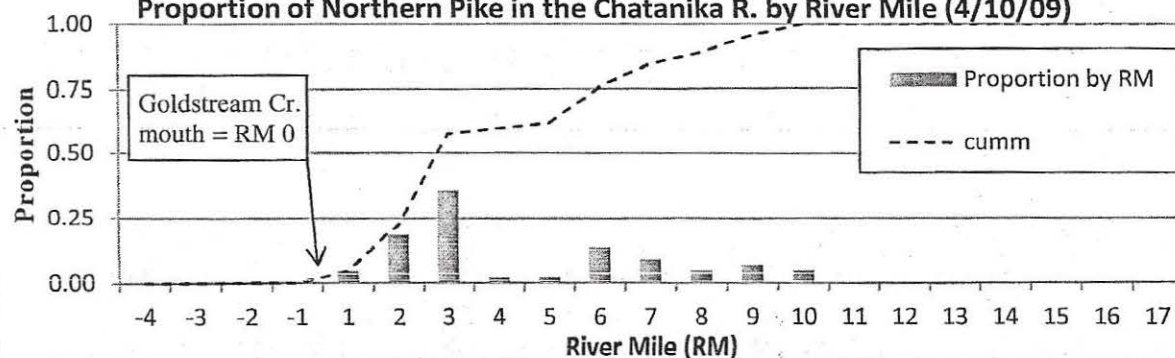 Proportion of Northern Pike in the Chatanika R. by River Mile (4/10/09)
1.00
0.75
0.50
0.25
0.00
Proportion
Goldstream Cr.
mouth = RM 0
Proportion by RM
cumm
-4 -3 -2 -1 1 2 3 4 5 6 7 8 9 10 11 12 13 14 15 16 17
River Mile (RM)